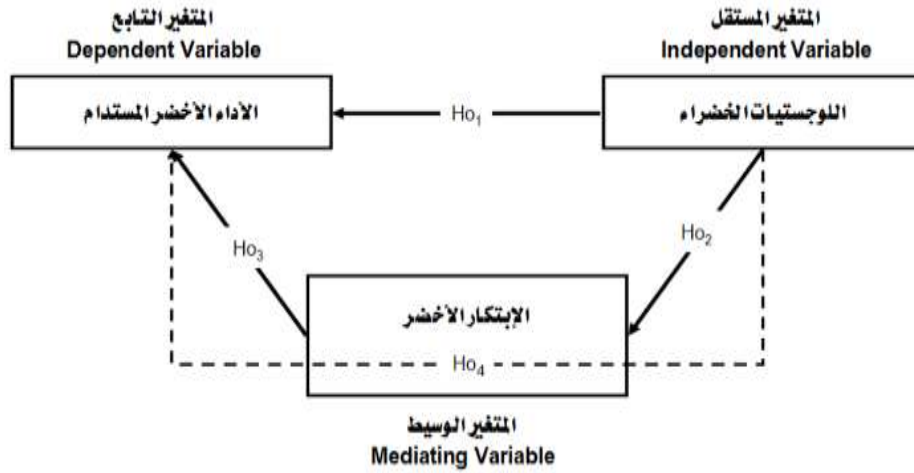 المتغير المستقل
Independent Variable
المتغير التابع
Dependent Variable
اللوجستيات الخضراء
Ho₁
الأداء الأخضر المستدام
Ho₂
Ho₃
الإبتكار الأخضر
Ho₄
المتغير الوسيط
Mediating Variable